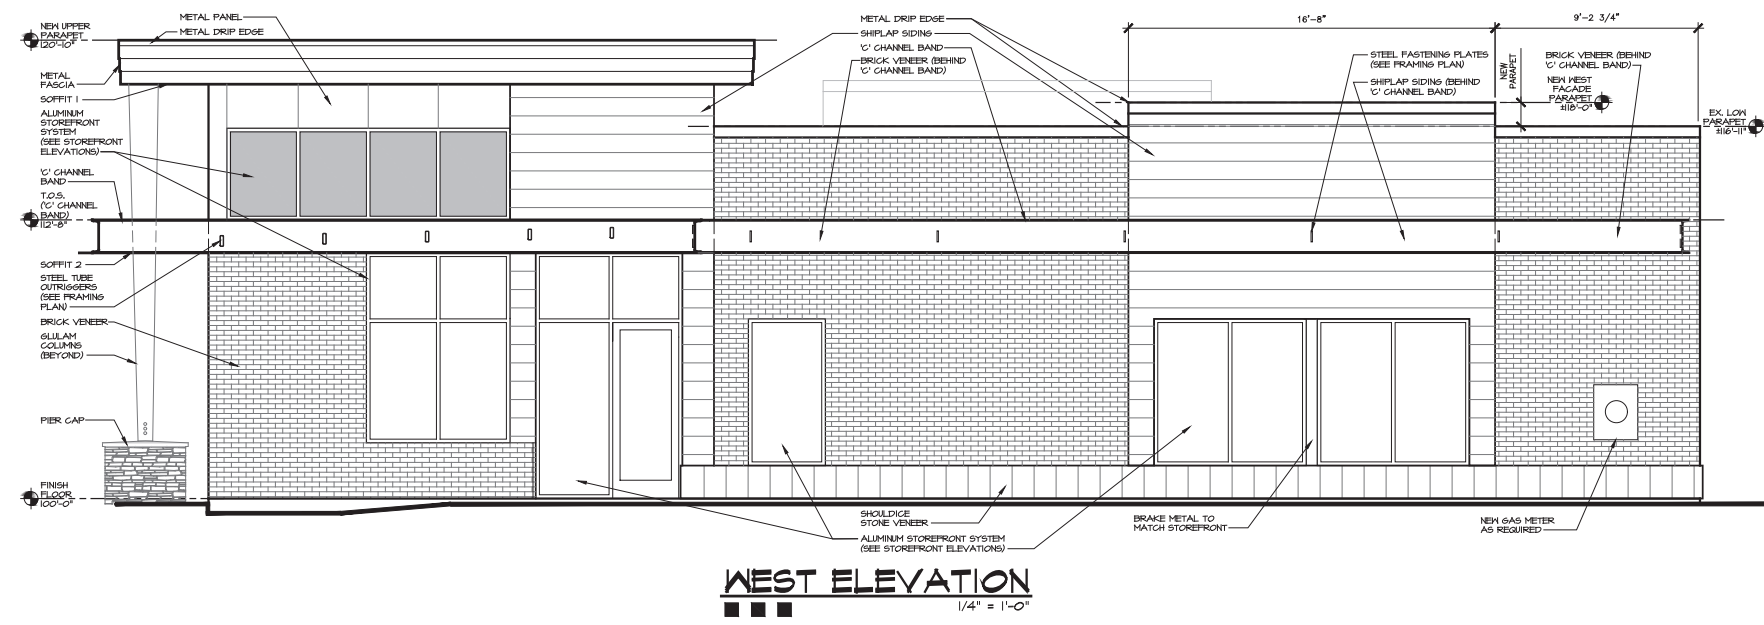 NEW UPPER
PARAPET
120'-10"
METAL PANEL
METAL DRIP EDGE
METAL
FASCIA
SOFFIT 1
ALUMINUM
STOREFRONT
SYSTEM
(SEE STOREFRONT
ELEVATIONS)
'C' CHANNEL
BAND
T.O.S.
('C' CHANNEL
BAND)
112'-8"
SOFFIT 2
STEEL TUBE
OUTRIGGERS
(SEE FRAMING
PLAN)
BRICK VENEER
GLULAM
COLUMNS
(BEYOND)
PIER CAP
FINISH
FLOOR
100'-0"
METAL DRIP EDGE
SHIPLAP SIDING
'C' CHANNEL BAND
BRICK VENEER (BEHIND
'C' CHANNEL BAND)
16'-8"
9'-2 3/4"
STEEL FASTENING PLATES
(SEE FRAMING PLAN)
SHIPLAP SIDING (BEHIND
'C' CHANNEL BAND)
NEW
PARAPET
BRICK VENEER (BEHIND
'C' CHANNEL BAND)
NEW WEST
FACADE
PARAPET
±118'-0"
EX. LOW
PARAPET
±116'-11"
SHOULDICE
STONE VENEER
ALUMINUM STOREFRONT SYSTEM
(SEE STOREFRONT ELEVATIONS)
BRAKE METAL TO
MATCH STOREFRONT
NEW GAS METER
AS REQUIRED
WEST ELEVATION
1/4" = 1'-0"